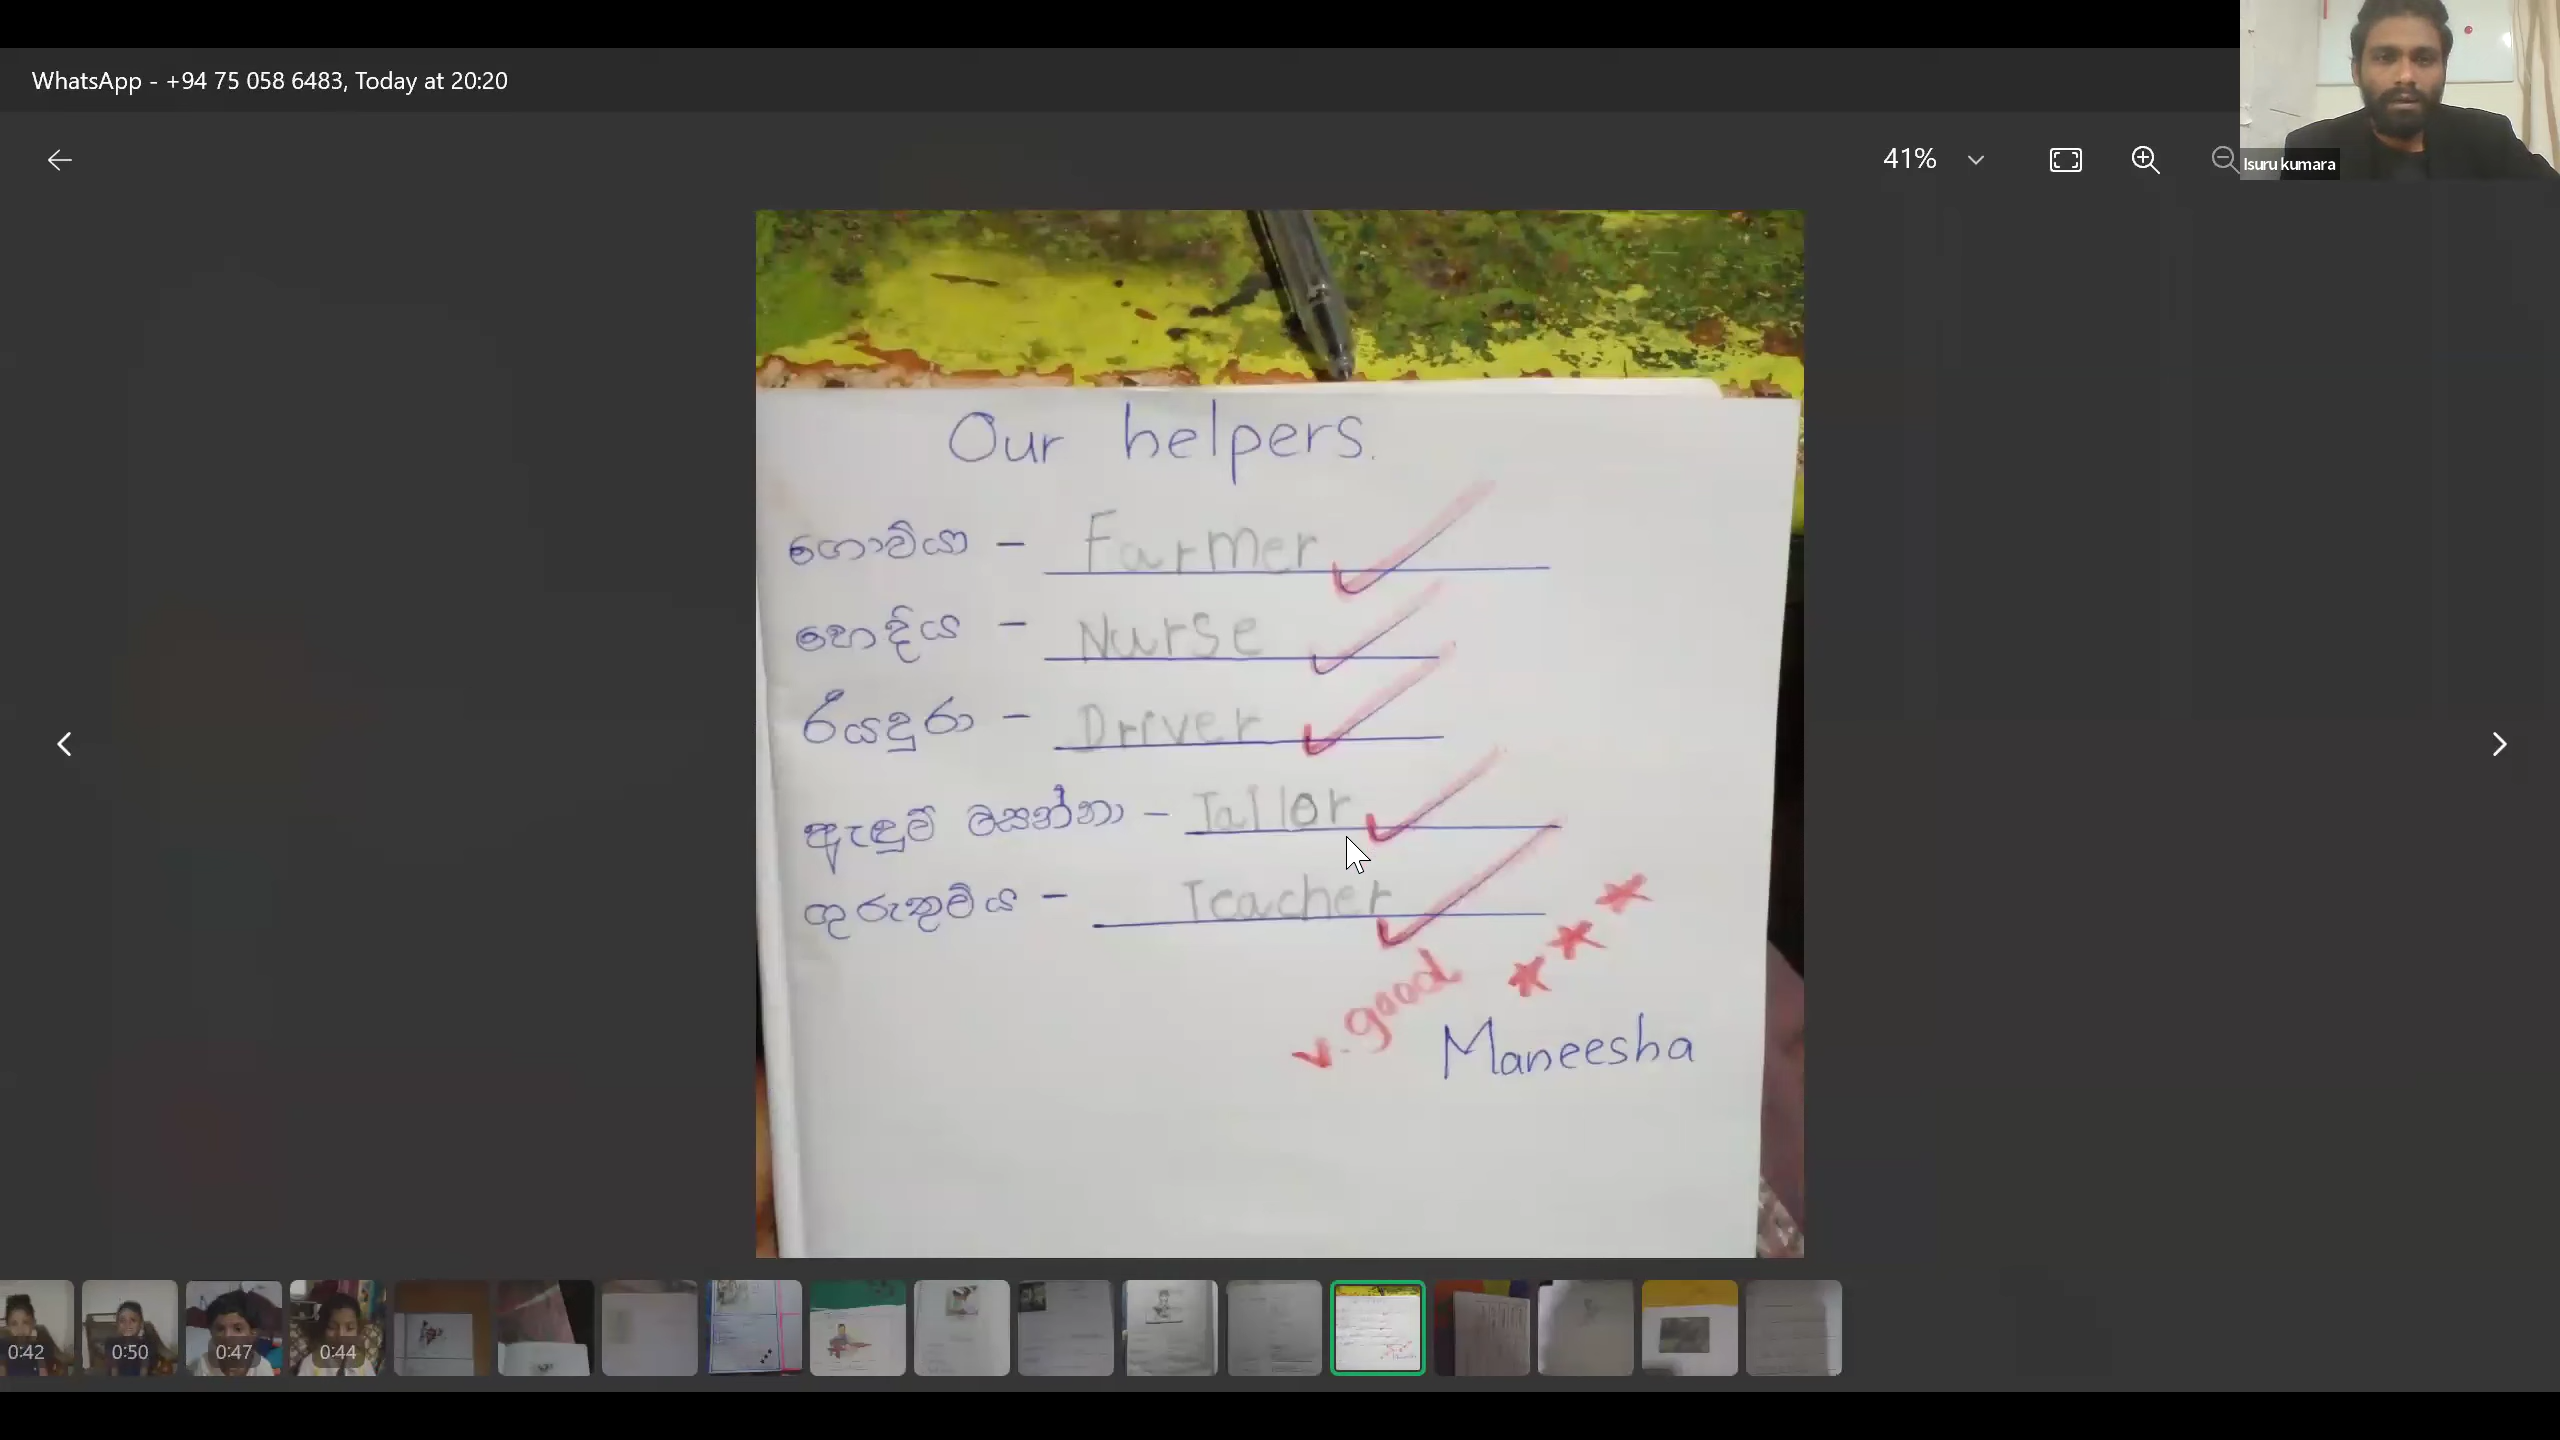 WhatsApp - +94 75 058 6483, Today at 20:20
41%
Isuru kumara
Our helpers.
ගොවියා - Farmer
හෙදිය - Nurse
රියදුරා - Driver
ඇඳුම් මසන්නා - Tailor
ගුරුතුමිය - Teacher
v. good
Maneesha
0:42
0:50
0:47
0:44